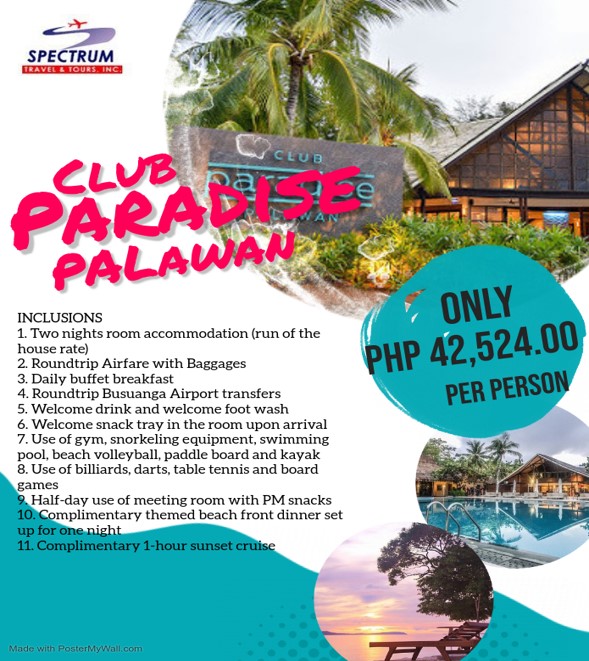 SPECTRUM
TRAVEL & TOURS, INC.
CLUB
paradise
PALAWAN
CLUB
PARADISE
PALAWAN
ONLY
PHP 42,524.00
PER PERSON
INCLUSIONS
1. Two nights room accommodation (run of the
house rate)
2. Roundtrip Airfare with Baggages
3. Daily buffet breakfast
4. Roundtrip Busuanga Airport transfers
5. Welcome drink and welcome foot wash
6. Welcome snack tray in the room upon arrival
7. Use of gym, snorkeling equipment, swimming
pool, beach volleyball, paddle board and kayak
8. Use of billiards, darts, table tennis and board
games
9. Half-day use of meeting room with PM snacks
10. Complimentary themed beach front dinner set
up for one night
11. Complimentary 1-hour sunset cruise
Made with PosterMyWall.com